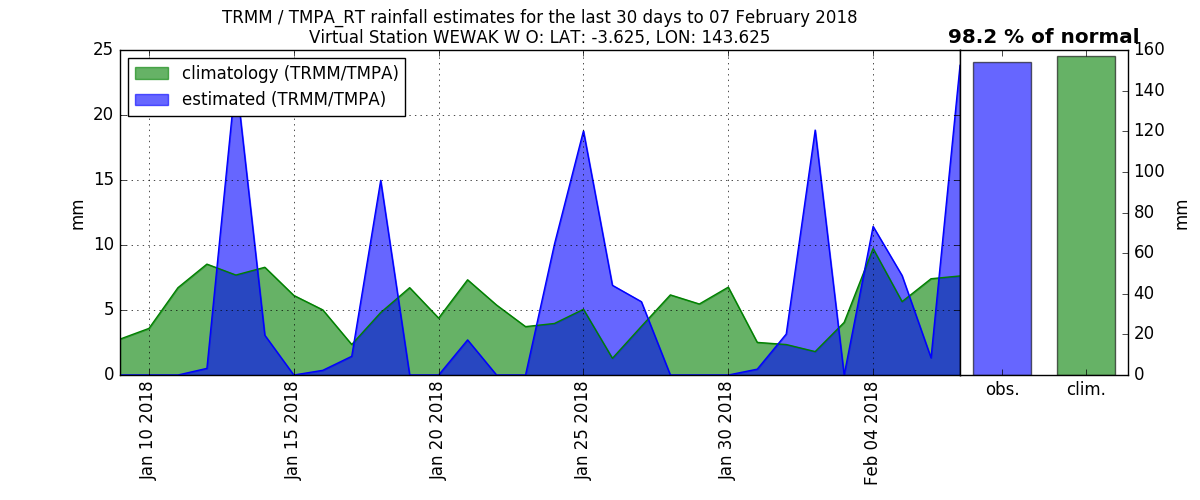 TRMM / TMPA_RT rainfall estimates for the last 30 days to 07 February 2018
Virtual Station WEWAK W O: LAT: -3.625, LON: 143.625
98.2 % of normal
climatology (TRMM/TMPA)
estimated (TRMM/TMPA)
25
20
15
10
5
0
mm
Jan 10 2018
Jan 15 2018
Jan 20 2018
Jan 25 2018
Jan 30 2018
Feb 04 2018
obs.
clim.
160
140
120
100
80
60
40
20
0
mm